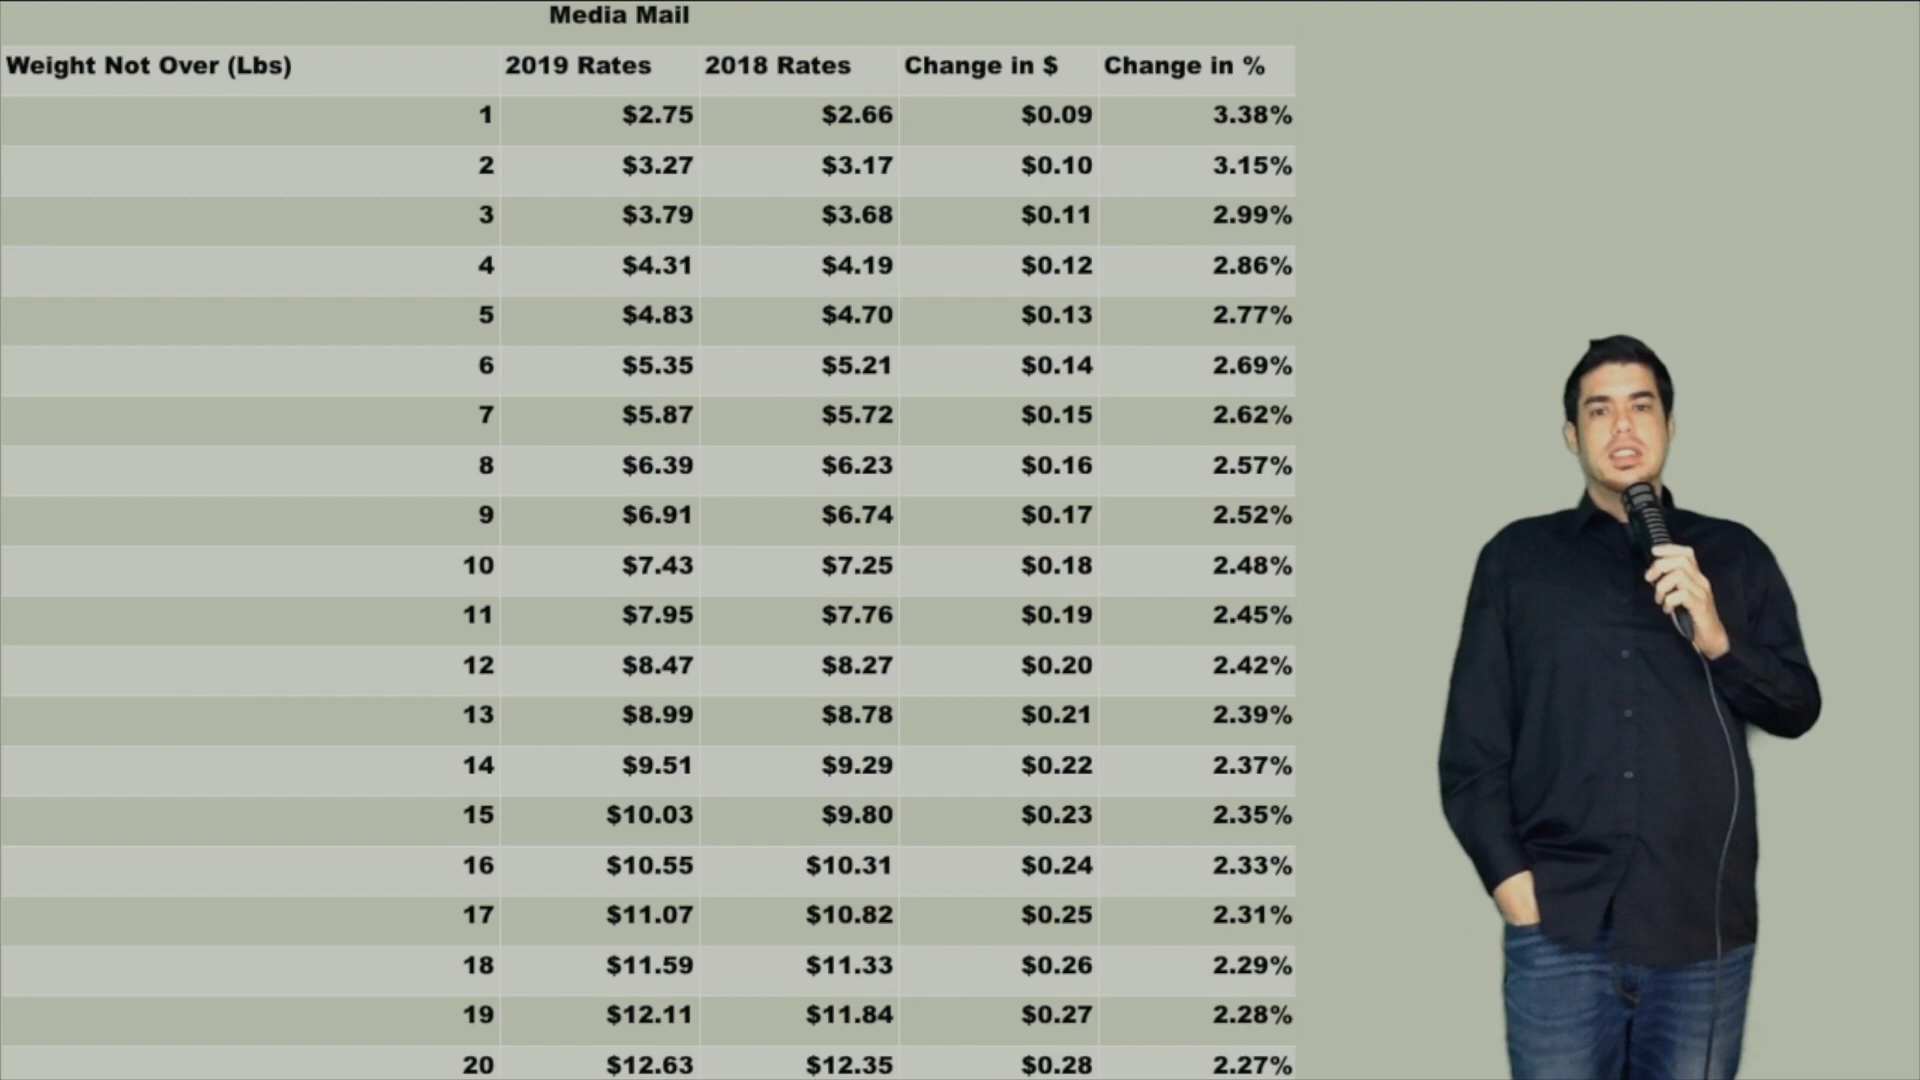 Media Mail
Weight Not Over (Lbs) 2019 Rates 2018 Rates Change in $ Change in %
1 $2.75 $2.66 $0.09 3.38%
2 $3.27 $3.17 $0.10 3.15%
3 $3.79 $3.68 $0.11 2.99%
4 $4.31 $4.19 $0.12 2.86%
5 $4.83 $4.70 $0.13 2.77%
6 $5.35 $5.21 $0.14 2.69%
7 $5.87 $5.72 $0.15 2.62%
8 $6.39 $6.23 $0.16 2.57%
9 $6.91 $6.74 $0.17 2.52%
10 $7.43 $7.25 $0.18 2.48%
11 $7.95 $7.76 $0.19 2.45%
12 $8.47 $8.27 $0.20 2.42%
13 $8.99 $8.78 $0.21 2.39%
14 $9.51 $9.29 $0.22 2.37%
15 $10.03 $9.80 $0.23 2.35%
16 $10.55 $10.31 $0.24 2.33%
17 $11.07 $10.82 $0.25 2.31%
18 $11.59 $11.33 $0.26 2.29%
19 $12.11 $11.84 $0.27 2.28%
20 $12.63 $12.35 $0.28 2.27%